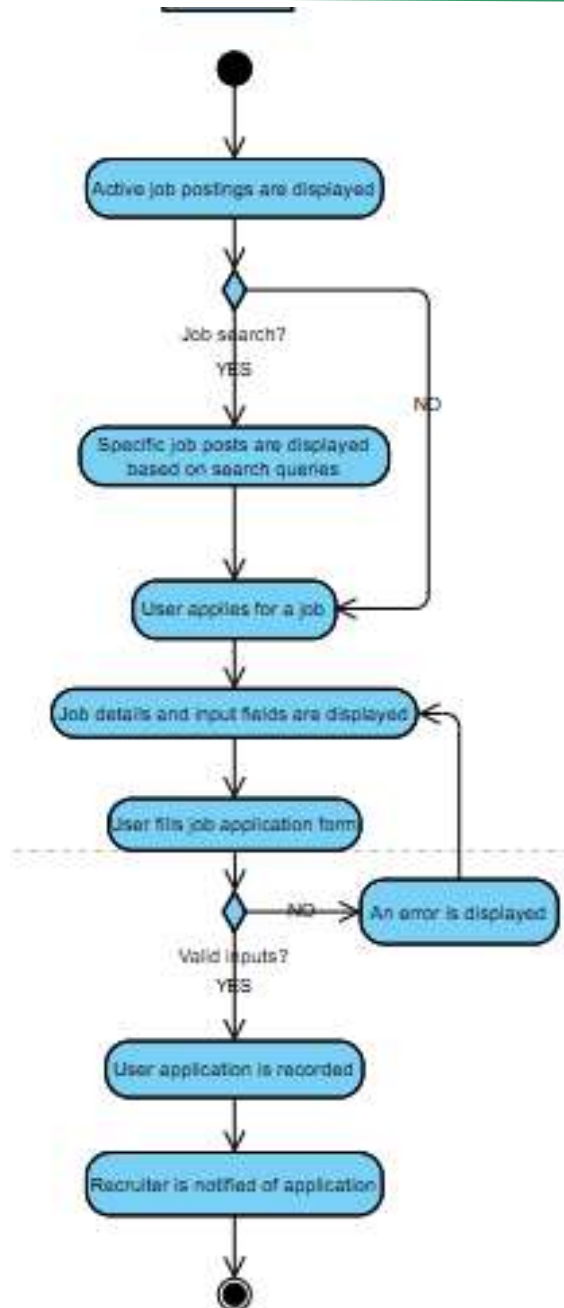 Active job postings are displayed
Job search?
YES
NO
Specific job posts are displayed
based on search queries
User applies for a job
Job details and input fields are displayed
User fills job application form
NO
An error is displayed
Valid inputs?
YES
User application is recorded
Recruiter is notified of application